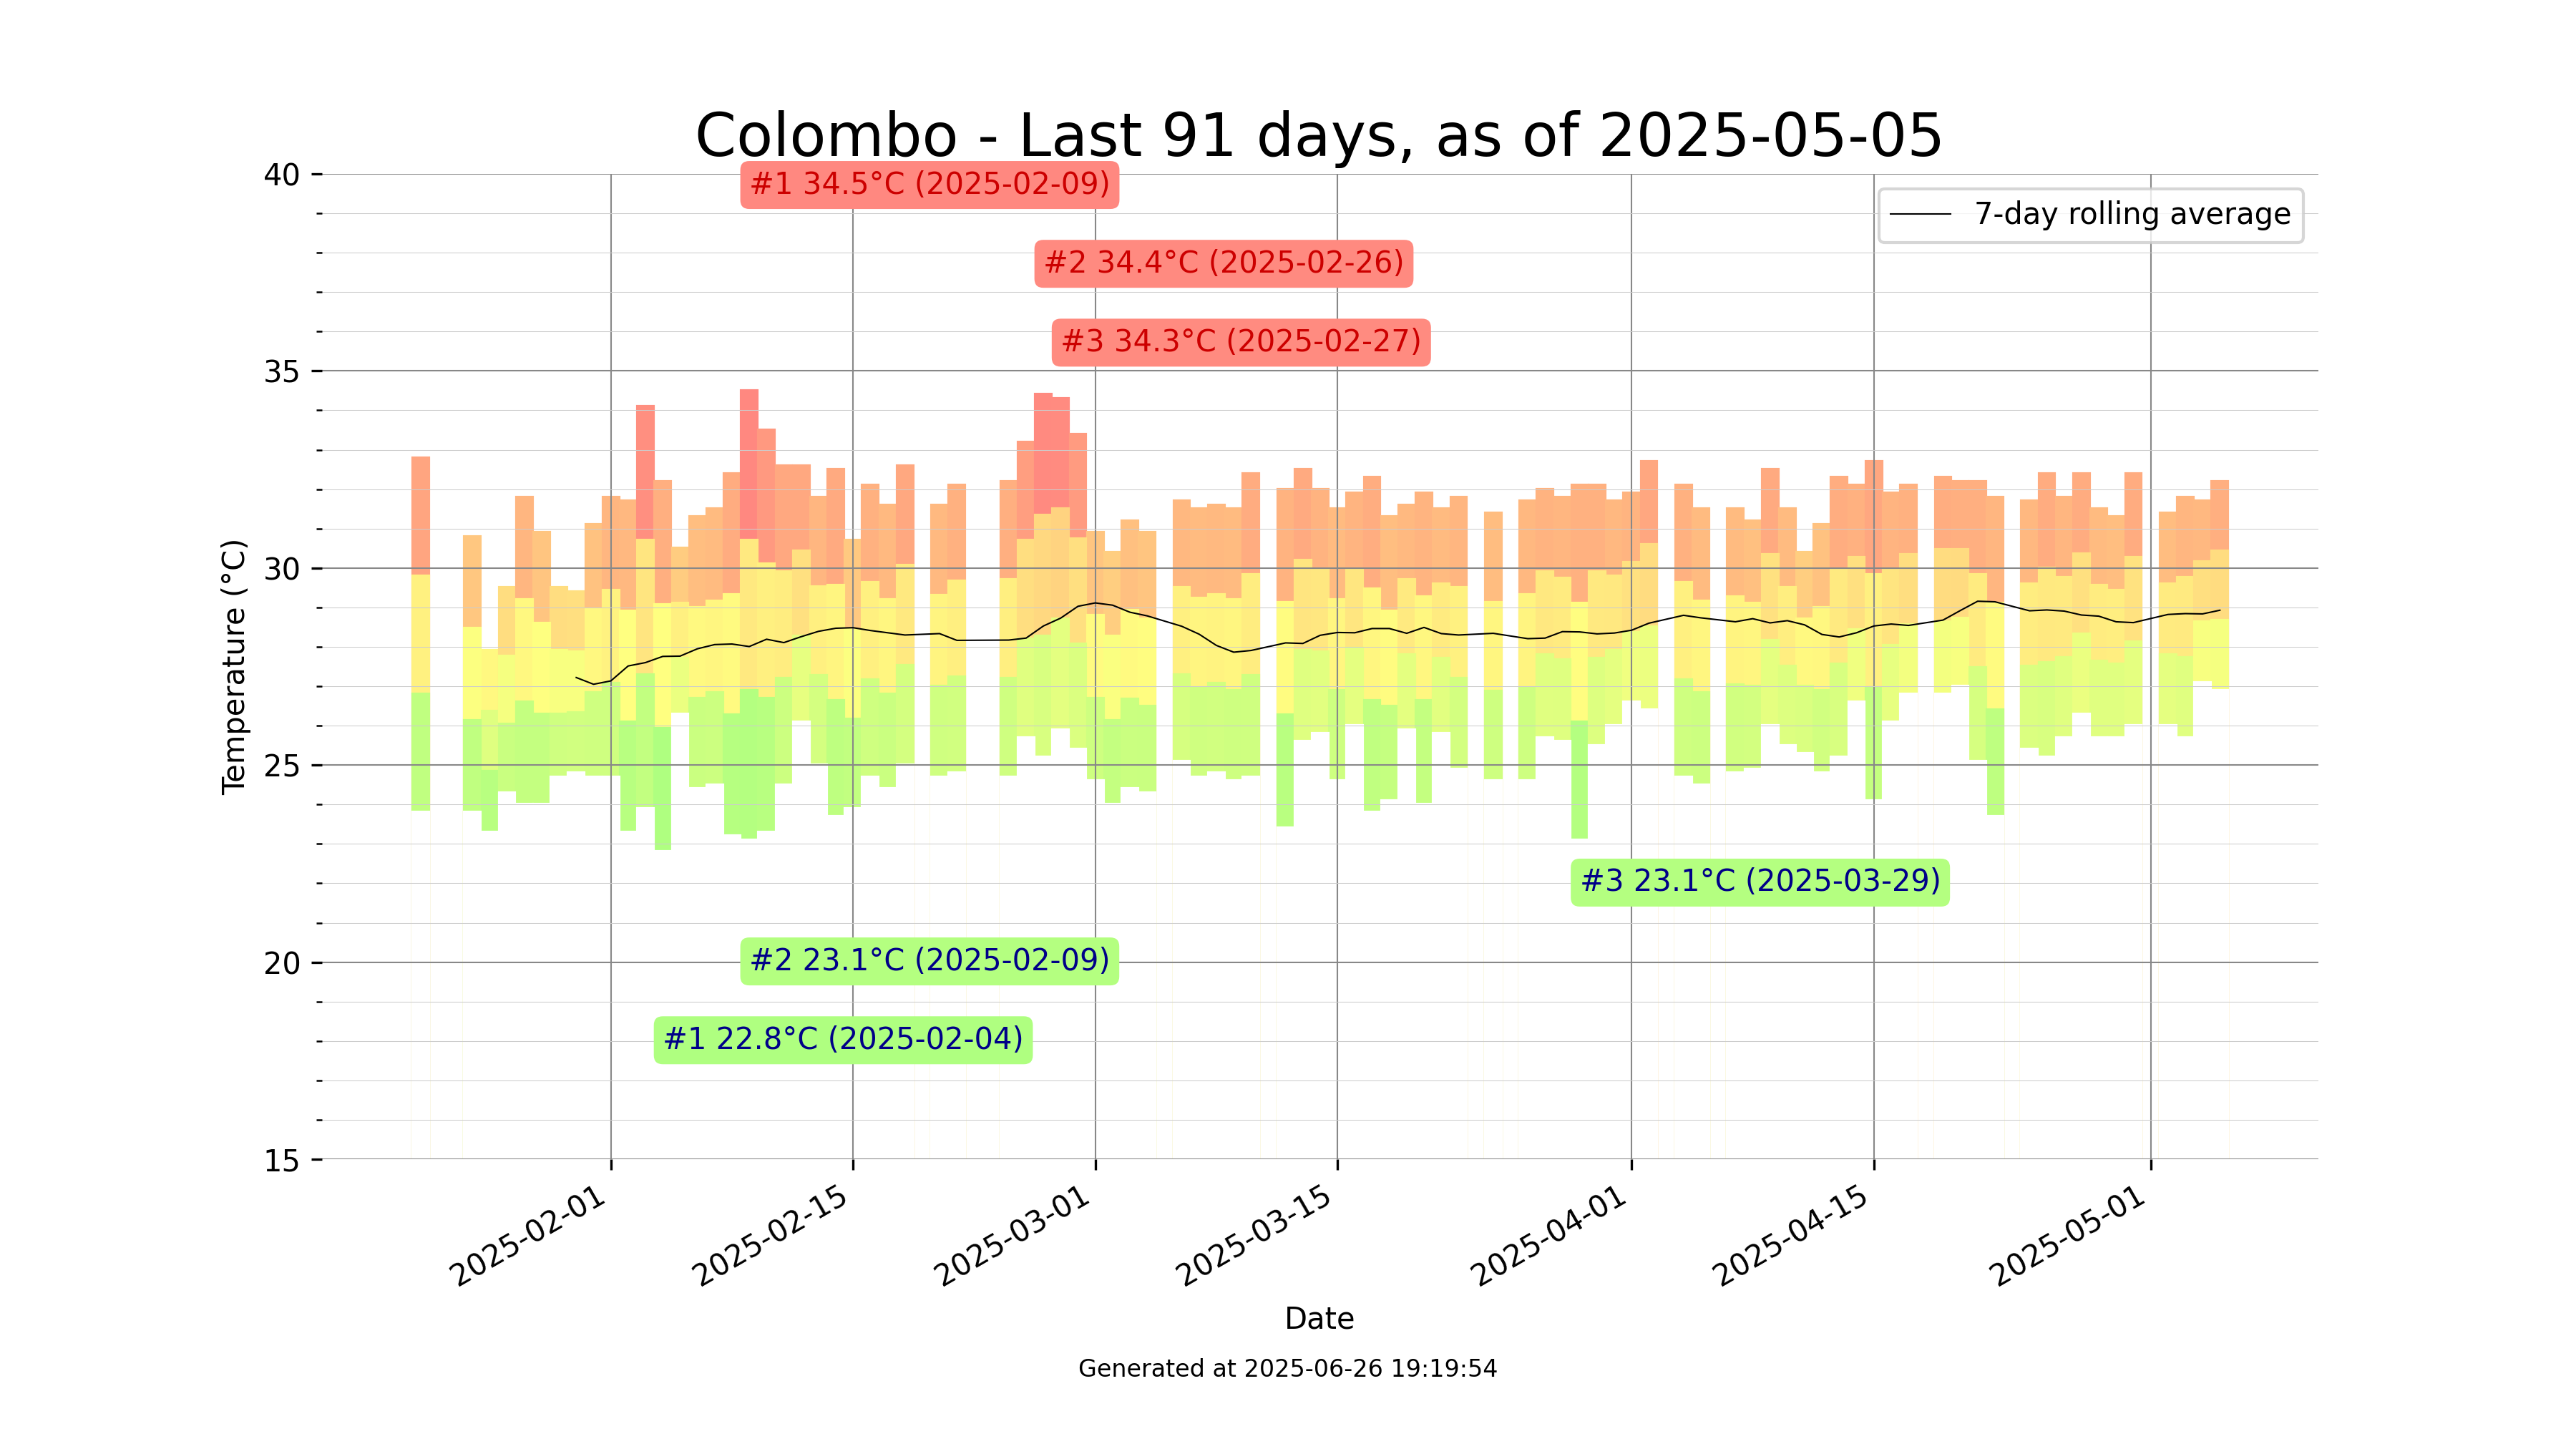 Colombo - Last 91 days, as of 2025-05-05
40
#1 34.5°C (2025-02-09)
7-day rolling average
#2 34.4°C (2025-02-26)
#3 34.3°C (2025-02-27)
35
30
Temperature (°C)
25
#3 23.1°C (2025-03-29)
20
#2 23.1°C (2025-02-09)
#1 22.8°C (2025-02-04)
15
2025-02-01
2025-02-15
2025-03-01
2025-03-15
2025-04-01
2025-04-15
2025-05-01
Date
Generated at 2025-06-26 19:19:54